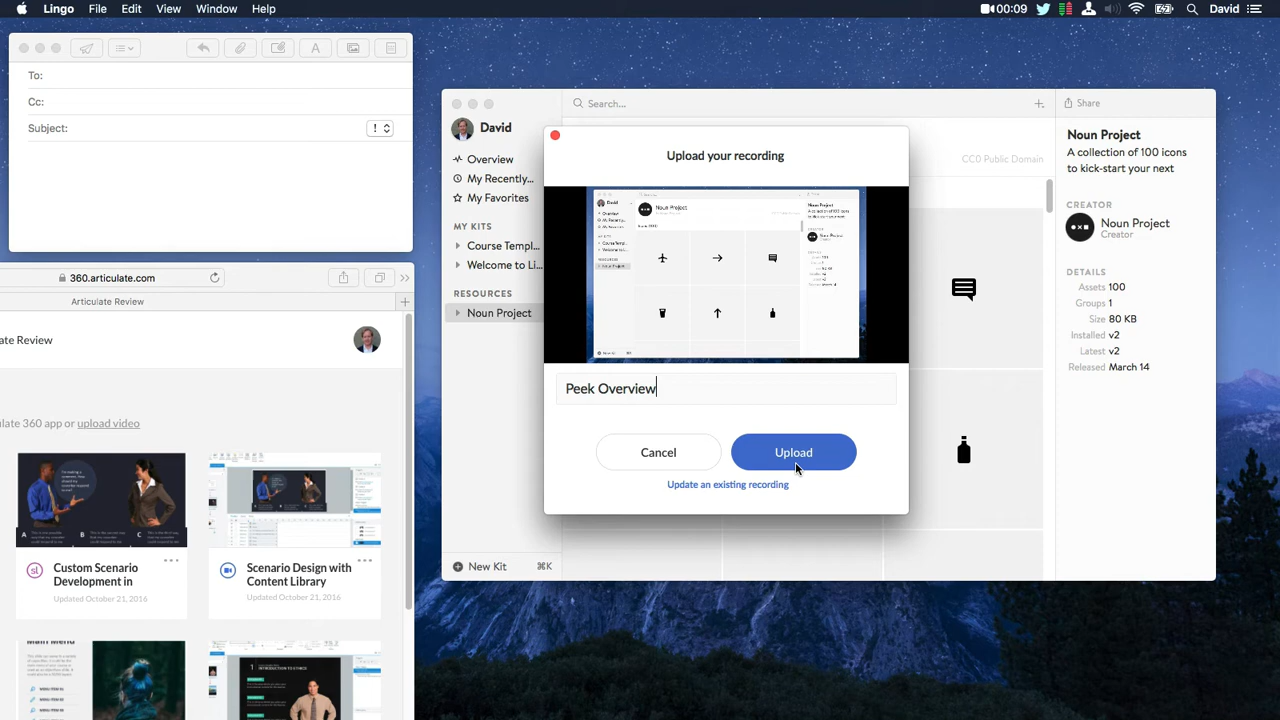 Lingo File Edit View Window Help 00:09 David
To:
Cc:
Subject: !
360.articulate.com
Articulate Review
ate Review
late 360 app or upload video
Custom Scenario
Development in
Updated October 21, 2016
Scenario Design with
Content Library
Updated October 21, 2016
Search...
David
Overview
My Recently...
My Favorites
MY KITS
Course Templ...
Welcome to Li...
RESOURCES
Noun Project
New Kit ⌘K
Upload your recording
Peek Overview
Cancel Upload
Update an existing recording
CC0 Public Domain
Share
Noun Project
A collection of 100 icons
to kick-start your next
CREATOR
Noun Project
Creator
DETAILS
Assets 100
Groups 1
Size 80 KB
Installed v2
Latest v2
Released March 14